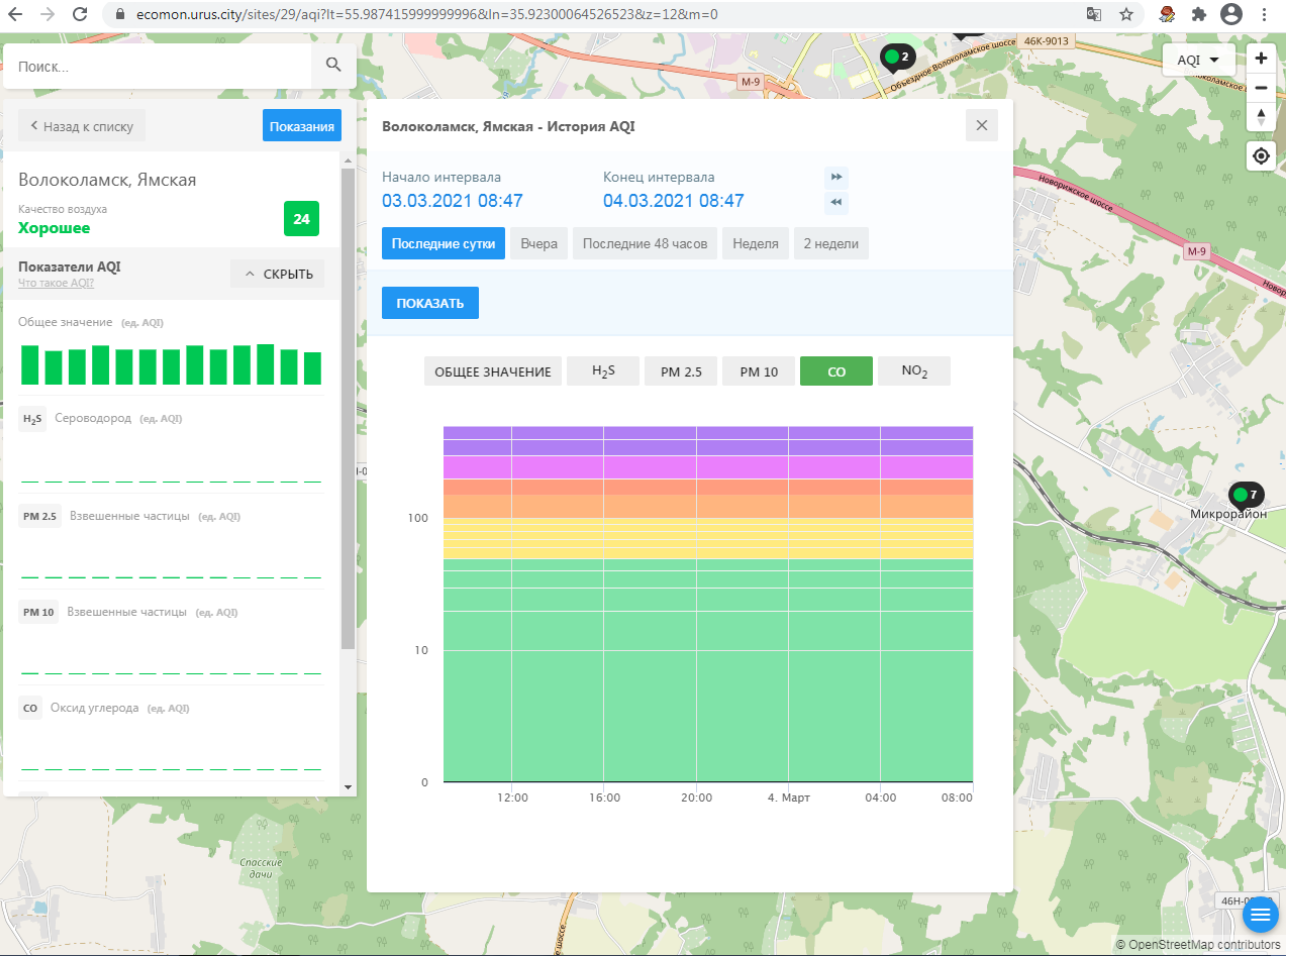 ecomon.urus.city/sites/29/aqi?lt=55.987415999999996&ln=35.92300064526523&z=12&m=0
Поиск...
Назад к списку
Показания
Волоколамск, Ямская
Качество воздуха
Хорошее
24
Показатели AQI
Что такое AQI?
СКРЫТЬ
Общее значение (ед. AQI)
H₂S Сероводород (ед. AQI)
PM 2.5 Взвешенные частицы (ед. AQI)
PM 10 Взвешенные частицы (ед. AQI)
CO Оксид углерода (ед. AQI)
Волоколамск, Ямская - История AQI
Начало интервала
03.03.2021 08:47
Конец интервала
04.03.2021 08:47
Последние сутки
Вчера
Последние 48 часов
Неделя
2 недели
ПОКАЗАТЬ
ОБЩЕЕ ЗНАЧЕНИЕ
H₂S
PM 2.5
PM 10
CO
NO₂
100
10
0
12:00
16:00
20:00
4. Март
04:00
08:00
AQI
46К-9013
M-9
2
Объездное Волоколамское шоссе
Новорижское шоссе
M-9
7
Микрорайон
Спасские
дачи
© OpenStreetMap contributors